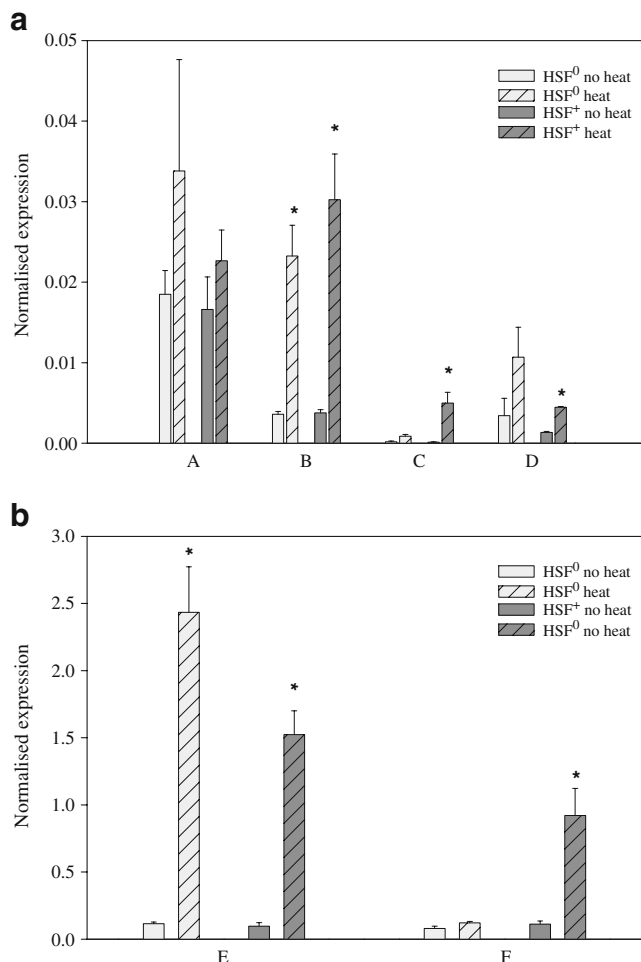 a
0.05
0.04
0.03
0.02
0.01
0.00
Normalised expression
HSF⁰ no heat
HSF⁰ heat
HSF⁺ no heat
HSF⁺ heat
*
*
*
*
A B C D
b
3.0
2.5
2.0
1.5
1.0
0.5
0.0
Normalised expression
HSF⁰ no heat
HSF⁰ heat
HSF⁺ no heat
HSF⁰ no heat
*
*
*
E F